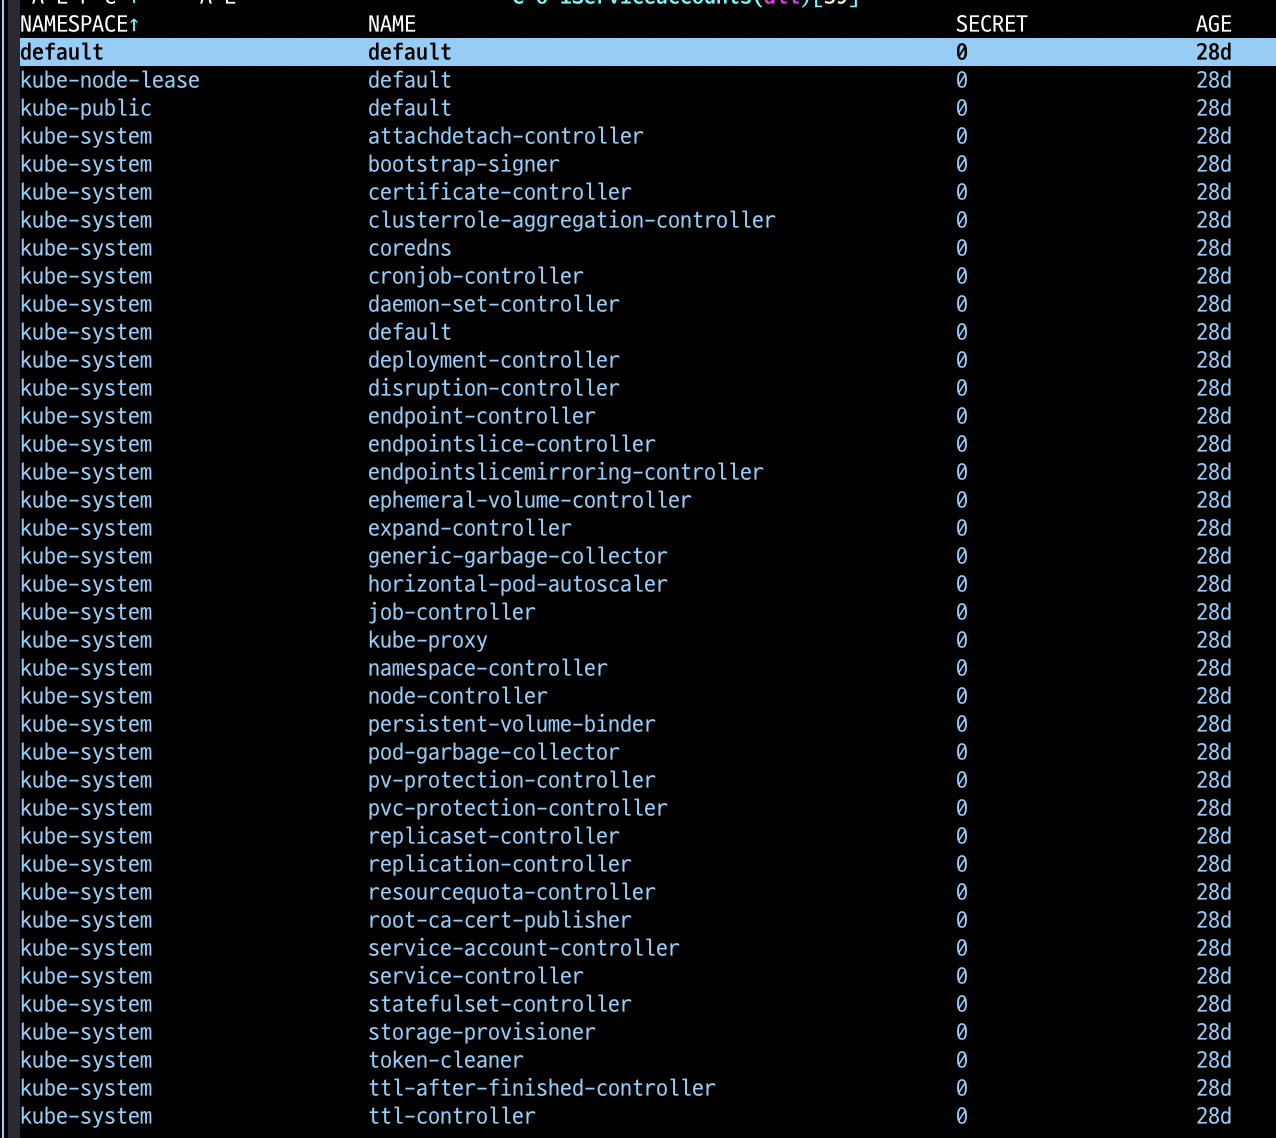 Serviceaccounts(all)[39]
NAMESPACE↑ NAME SECRET AGE
default default 0 28d
kube-node-lease default 0 28d
kube-public default 0 28d
kube-system attachdetach-controller 0 28d
kube-system bootstrap-signer 0 28d
kube-system certificate-controller 0 28d
kube-system clusterrole-aggregation-controller 0 28d
kube-system coredns 0 28d
kube-system cronjob-controller 0 28d
kube-system daemon-set-controller 0 28d
kube-system default 0 28d
kube-system deployment-controller 0 28d
kube-system disruption-controller 0 28d
kube-system endpoint-controller 0 28d
kube-system endpointslice-controller 0 28d
kube-system endpointslicemirroring-controller 0 28d
kube-system ephemeral-volume-controller 0 28d
kube-system expand-controller 0 28d
kube-system generic-garbage-collector 0 28d
kube-system horizontal-pod-autoscaler 0 28d
kube-system job-controller 0 28d
kube-system kube-proxy 0 28d
kube-system namespace-controller 0 28d
kube-system node-controller 0 28d
kube-system persistent-volume-binder 0 28d
kube-system pod-garbage-collector 0 28d
kube-system pv-protection-controller 0 28d
kube-system pvc-protection-controller 0 28d
kube-system replicaset-controller 0 28d
kube-system replication-controller 0 28d
kube-system resourcequota-controller 0 28d
kube-system root-ca-cert-publisher 0 28d
kube-system service-account-controller 0 28d
kube-system service-controller 0 28d
kube-system statefulset-controller 0 28d
kube-system storage-provisioner 0 28d
kube-system token-cleaner 0 28d
kube-system ttl-after-finished-controller 0 28d
kube-system ttl-controller 0 28d